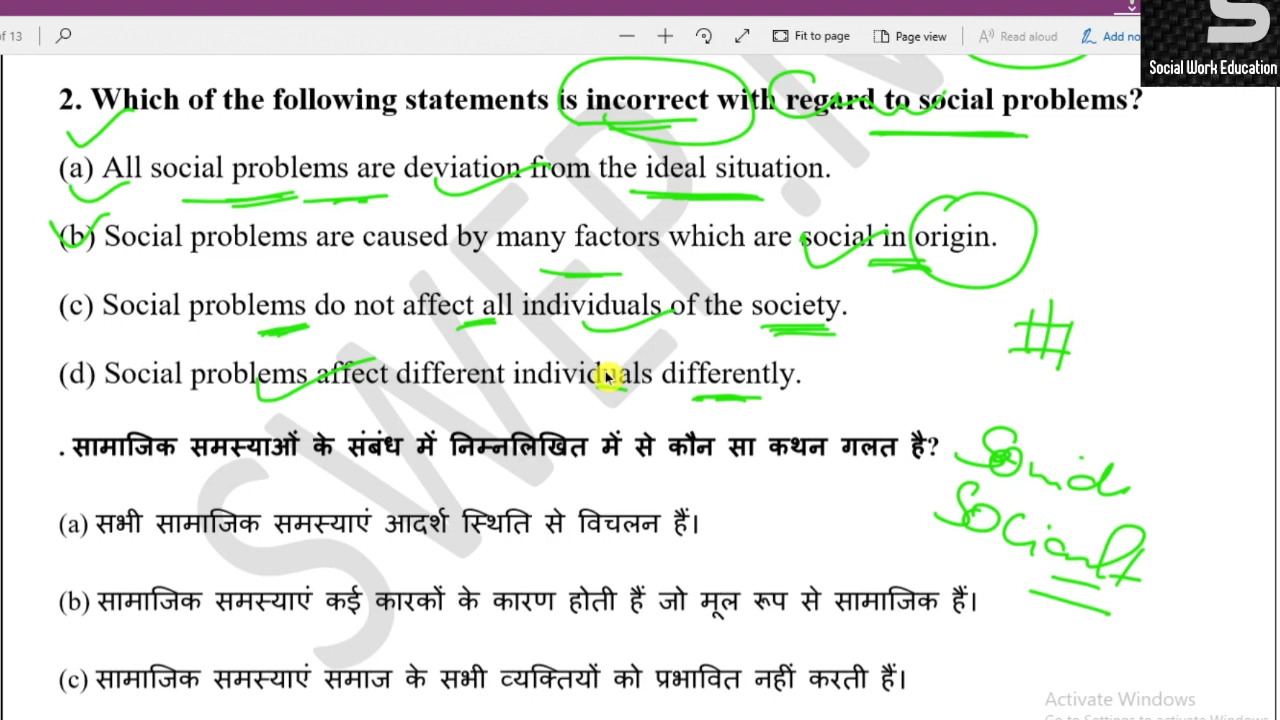 of 13 Fit to page Page view Read aloud Add no
Social Work Education
2. Which of the following statements is incorrect with regard to social problems?
(a) All social problems are deviation from the ideal situation.
(b) Social problems are caused by many factors which are social in origin.
(c) Social problems do not affect all individuals of the society.
(d) Social problems affect different individuals differently.
. सामाजिक समस्याओं के संबंध में निम्नलिखित में से कौन सा कथन गलत है?
(a) सभी सामाजिक समस्याएं आदर्श स्थिति से विचलन हैं।
(b) सामाजिक समस्याएं कई कारकों के कारण होती हैं जो मूल रूप से सामाजिक हैं।
(c) सामाजिक समस्याएं समाज के सभी व्यक्तियों को प्रभावित नहीं करती हैं।
Activate Windows